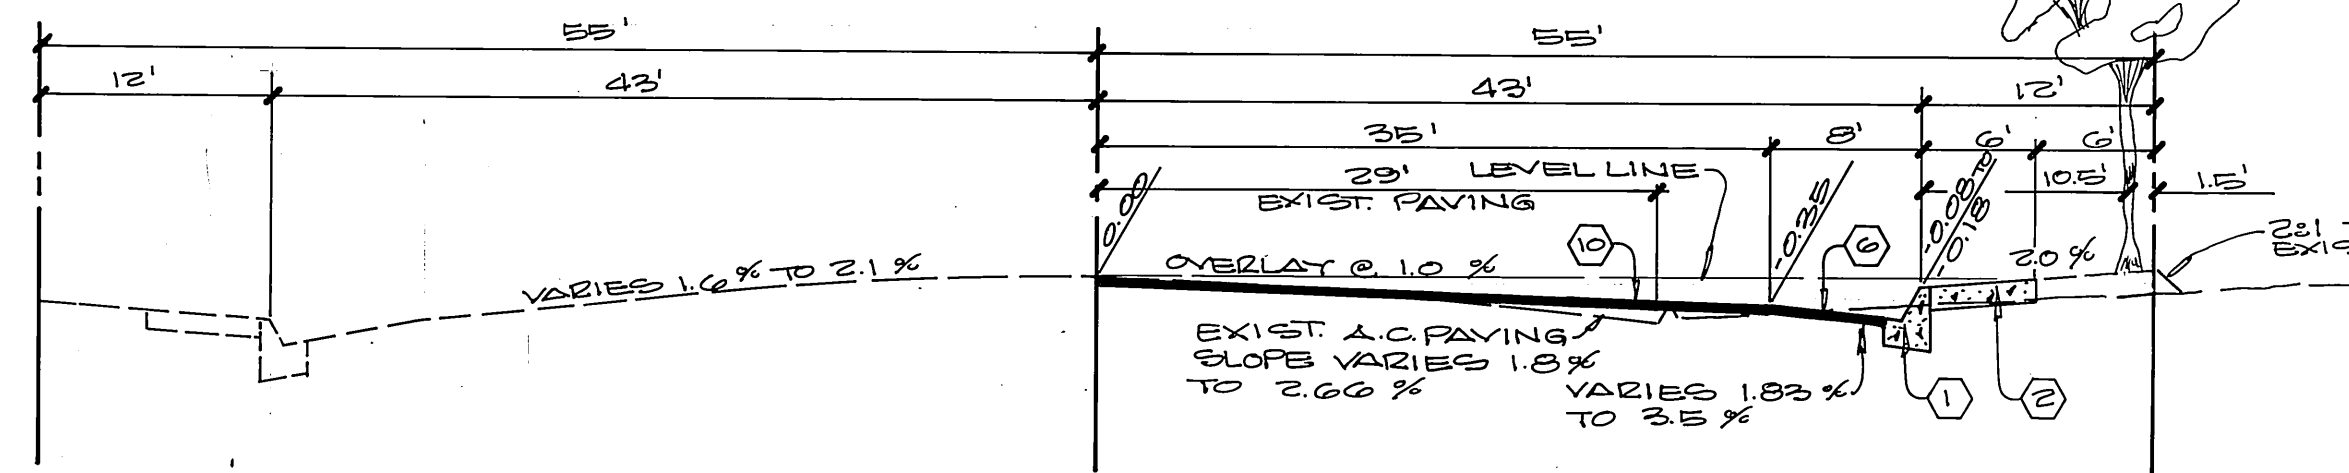 55'
55'
12'
43'
43'
12'
35'
8'
6'
6'
29'
LEVEL LINE
10.5'
1.5'
EXIST. PAVING
0.00
-0.35
-0.08 TO
-0.18
2:1
EXIS
OVERLAY @ 1.0 %
10
6
2.0 %
VARIES 1.6% TO 2.1 %
EXIST. A.C. PAVING
SLOPE VARIES 1.8%
TO 2.66 %
VARIES 1.83 %
TO 3.5 %
1
2